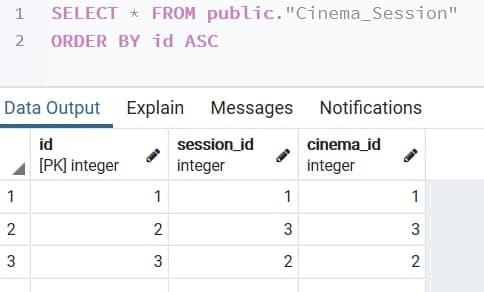 1 SELECT * FROM public."Cinema_Session"
2 ORDER BY id ASC
Data Output Explain Messages Notifications
id session_id cinema_id
[PK] integer integer integer
1 1 1 1
2 2 3 3
3 3 2 2